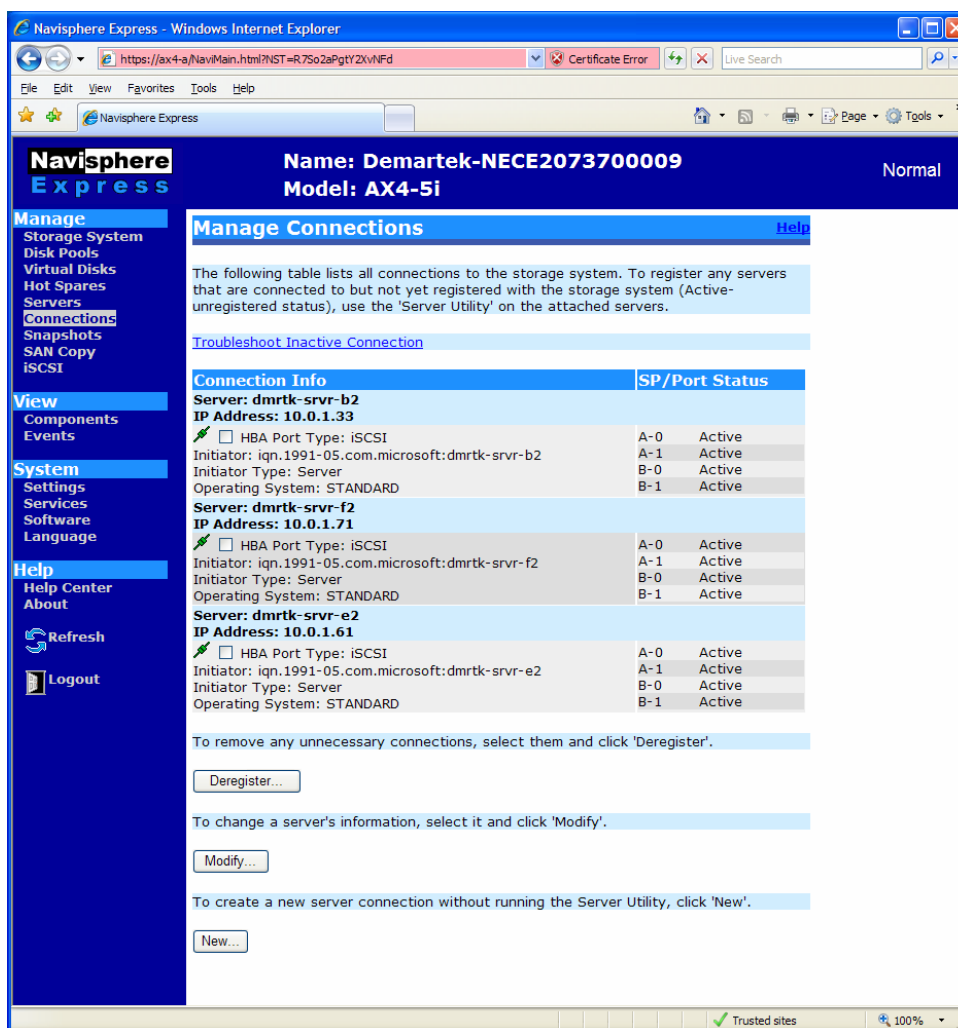 Navisphere Express - Windows Internet Explorer
https://ax4-a/NaviMain.html?NST=R7So2aPgtY2XvNFd Certificate Error Live Search
File Edit View Favorites Tools Help
Navisphere Express Page Tools
Navisphere
Express
Name: Demartek-NECE2073700009
Model: AX4-5i
Normal
Manage
Storage System
Disk Pools
Virtual Disks
Hot Spares
Servers
Connections
Snapshots
SAN Copy
iSCSI
View
Components
Events
System
Settings
Services
Software
Language
Help
Help Center
About
Refresh
Logout
Manage Connections Help
The following table lists all connections to the storage system. To register any servers
that are connected to but not yet registered with the storage system (Active-
unregistered status), use the 'Server Utility' on the attached servers.
Troubleshoot Inactive Connection
Connection Info SP/Port Status
Server: dmrtk-srvr-b2
IP Address: 10.0.1.33
HBA Port Type: iSCSI A-0 Active
Initiator: iqn.1991-05.com.microsoft:dmrtk-srvr-b2 A-1 Active
Initiator Type: Server B-0 Active
Operating System: STANDARD B-1 Active
Server: dmrtk-srvr-f2
IP Address: 10.0.1.71
HBA Port Type: iSCSI A-0 Active
Initiator: iqn.1991-05.com.microsoft:dmrtk-srvr-f2 A-1 Active
Initiator Type: Server B-0 Active
Operating System: STANDARD B-1 Active
Server: dmrtk-srvr-e2
IP Address: 10.0.1.61
HBA Port Type: iSCSI A-0 Active
Initiator: iqn.1991-05.com.microsoft:dmrtk-srvr-e2 A-1 Active
Initiator Type: Server B-0 Active
Operating System: STANDARD B-1 Active
To remove any unnecessary connections, select them and click 'Deregister'.
Deregister...
To change a server's information, select it and click 'Modify'.
Modify...
To create a new server connection without running the Server Utility, click 'New'.
New...
Trusted sites 100%